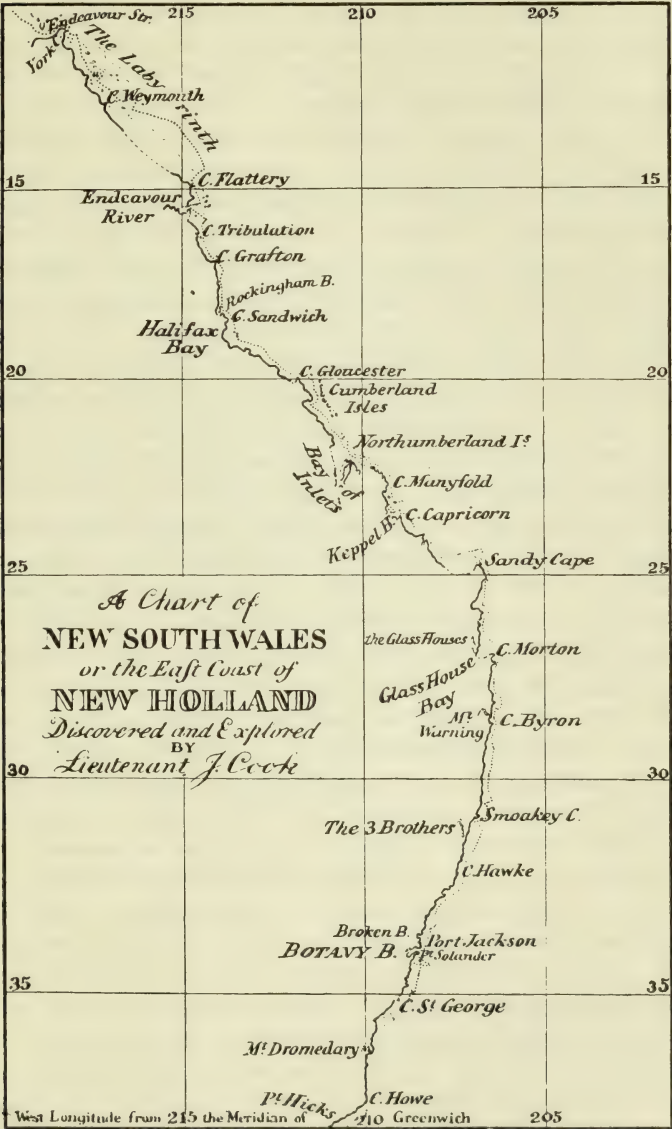 Endeavour Str.
215
210
205
York
The Labyrinth
C. Weymouth
15
C. Flattery
15
Endeavour
River
C. Tribulation
C. Grafton
Rockingham B.
C. Sandwich
Halifax
Bay
20
C. Gloucester
20
Cumberland
Isles
Northumberland Is
Bay of
Inlets
C. Manyfold
C. Capricorn
Keppel B.
Sandy Cape
25
25
A Chart of
NEW SOUTH WALES
or the East Coast of
NEW HOLLAND
Discovered and Explored
BY
Lieutenant J. Cook
the Glass Houses
C. Morton
Glass House
Bay
Mt
Warning
C. Byron
30
30
Smoakey C.
The 3 Brothers
C. Hawke
Broken B.
Port Jackson
BOTANY B.
Pt Solander
35
35
C. St George
Mt Dromedary
Pt Hicks
C. Howe
West Longitude from 215 the Meridian of 210 Greenwich 205